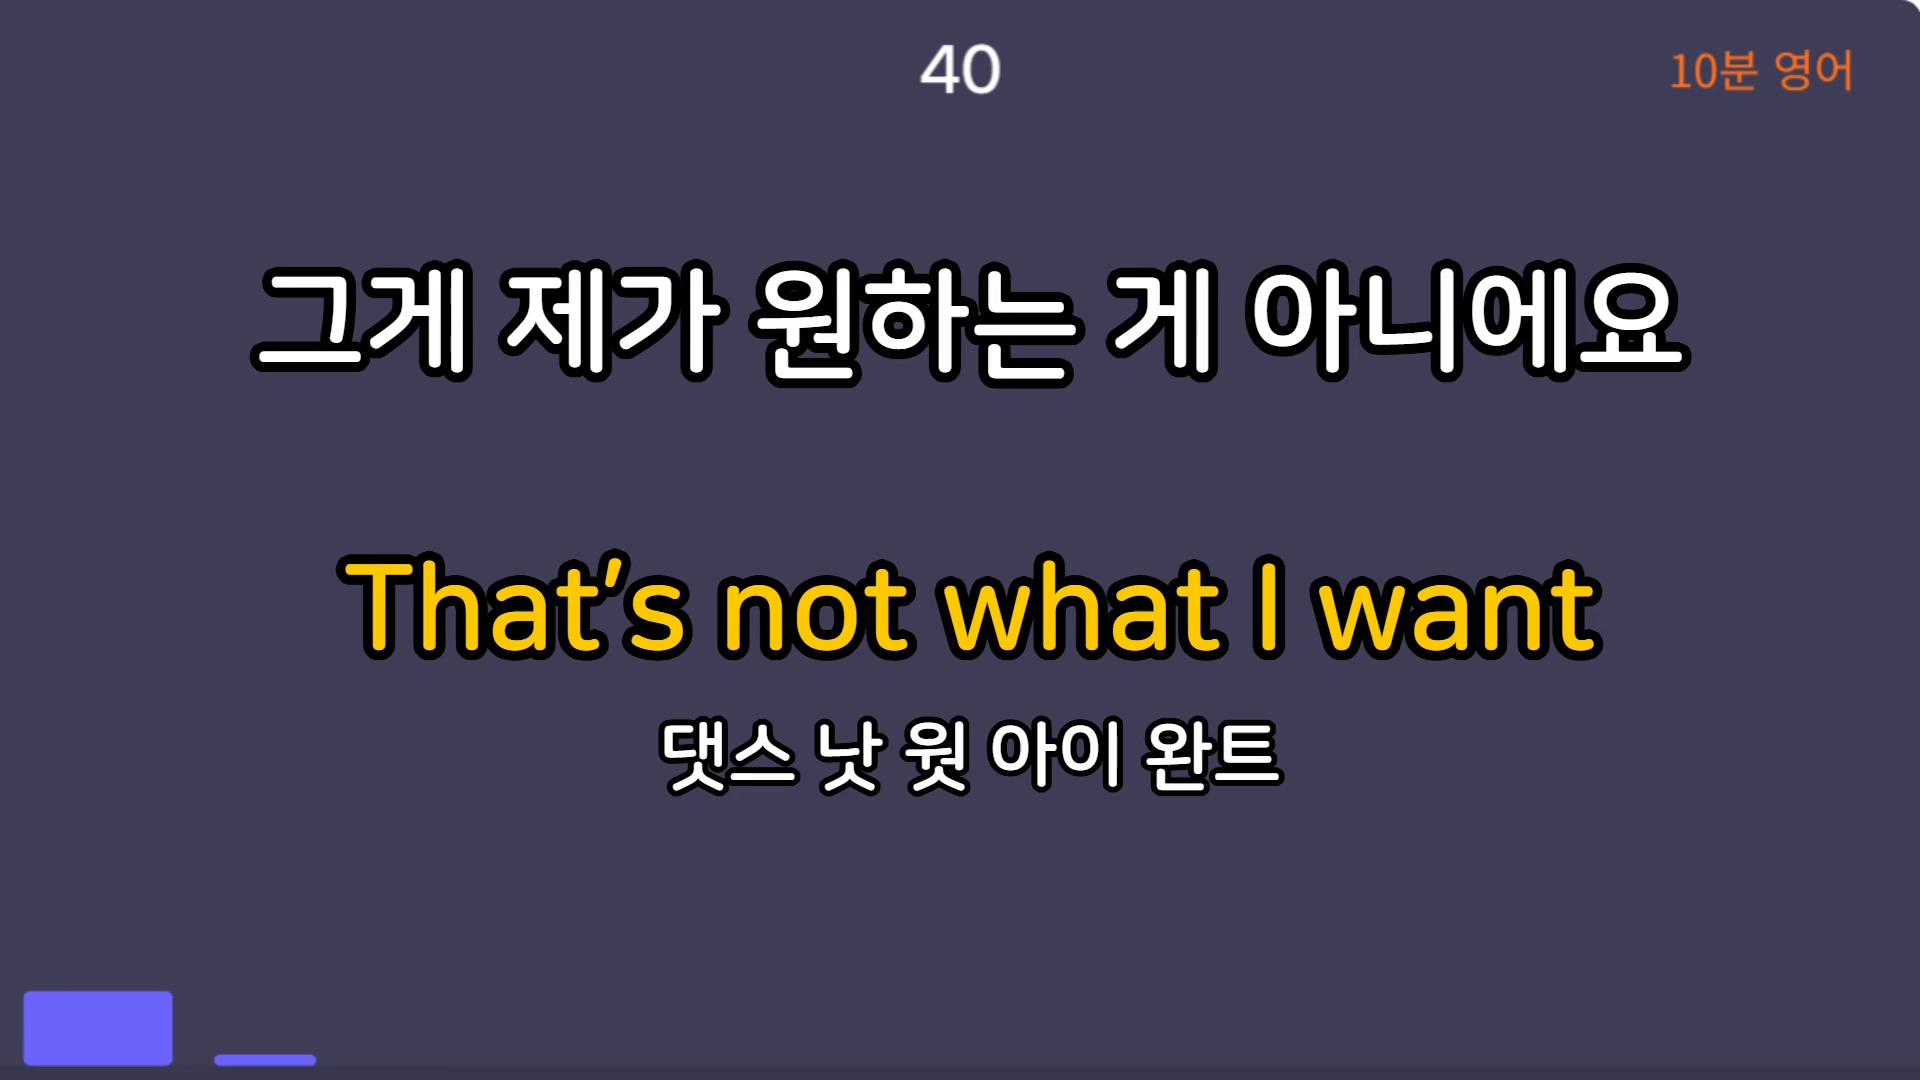 40
10분 영어
그게 제가 원하는 게 아니에요
That's not what I want
댓스 낫 웟 아이 완트